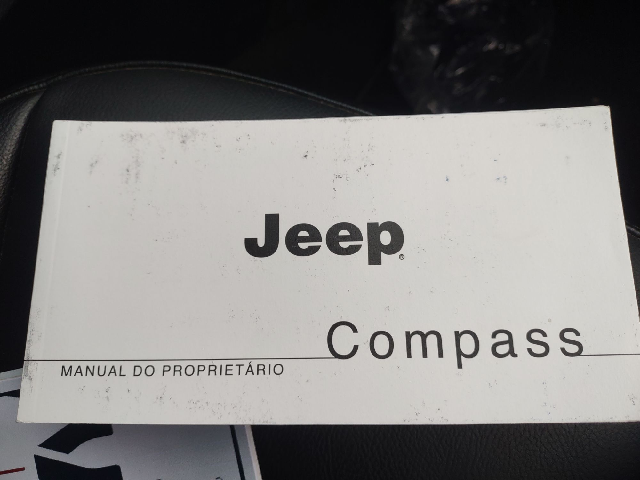 Jeep®
Compass
MANUAL DO PROPRIETÁRIO